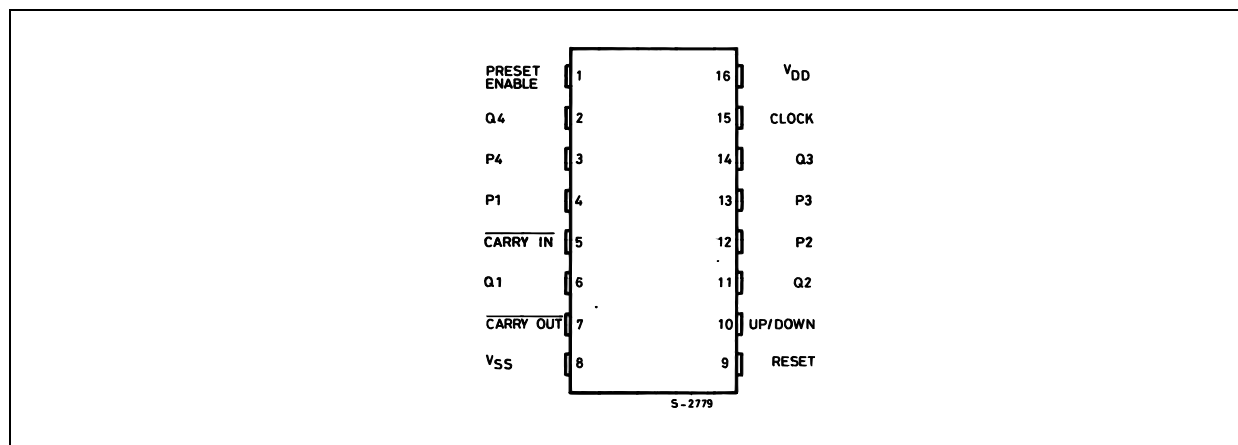 PRESET
ENABLE 1 16 VDD
Q4 2 15 CLOCK
P4 3 14 Q3
P1 4 13 P3
CARRY IN 5 12 P2
Q1 6 11 Q2
CARRY OUT 7 10 UP/DOWN
VSS 8 9 RESET
S-2779